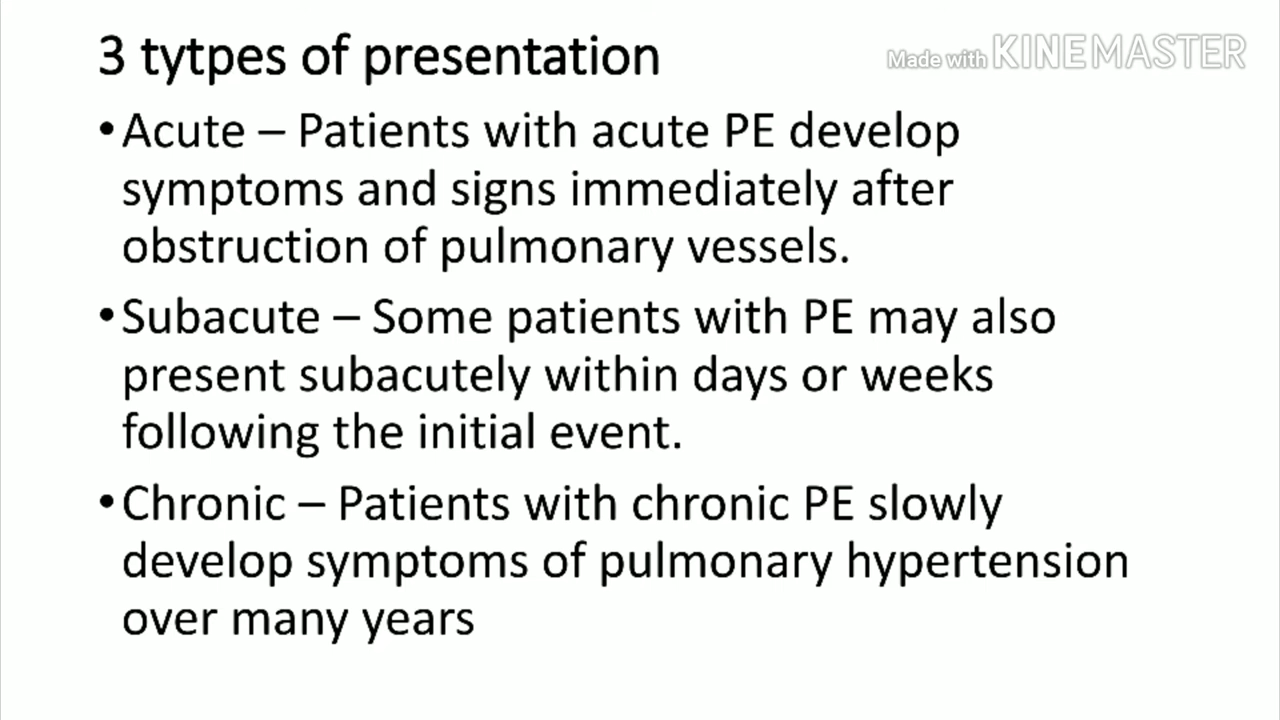 3 tytpes of presentation
Made with KINEMASTER
•Acute – Patients with acute PE develop
symptoms and signs immediately after
obstruction of pulmonary vessels.
•Subacute – Some patients with PE may also
present subacutely within days or weeks
following the initial event.
•Chronic – Patients with chronic PE slowly
develop symptoms of pulmonary hypertension
over many years